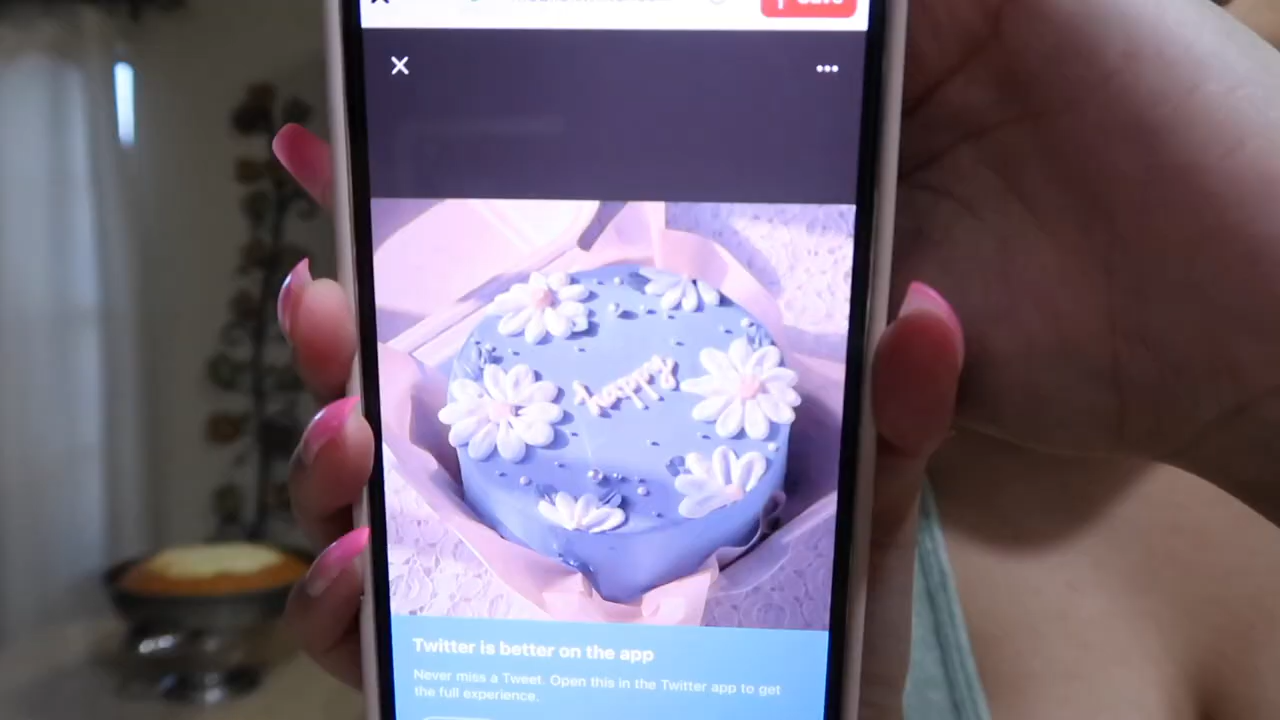 Save
happy
Twitter is better on the app
Never miss a Tweet. Open this in the Twitter app to get
the full experience.